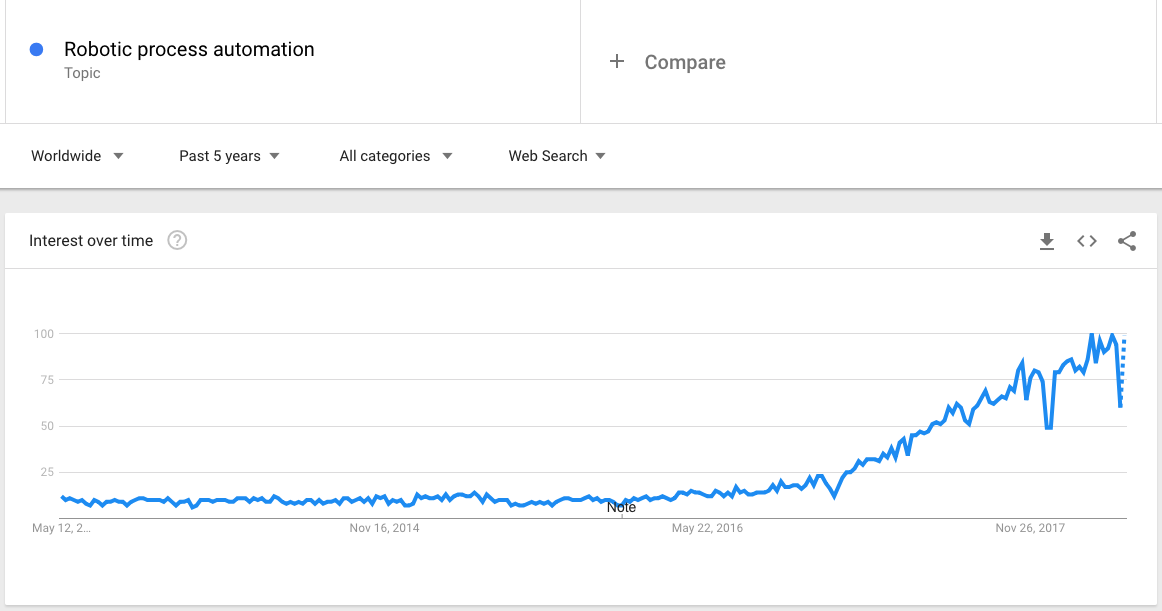 Robotic process automation
Topic
+ Compare
Worldwide
Past 5 years
All categories
Web Search
Interest over time ?
100
75
50
25
Note
May 12, 2...
Nov 16, 2014
May 22, 2016
Nov 26, 2017